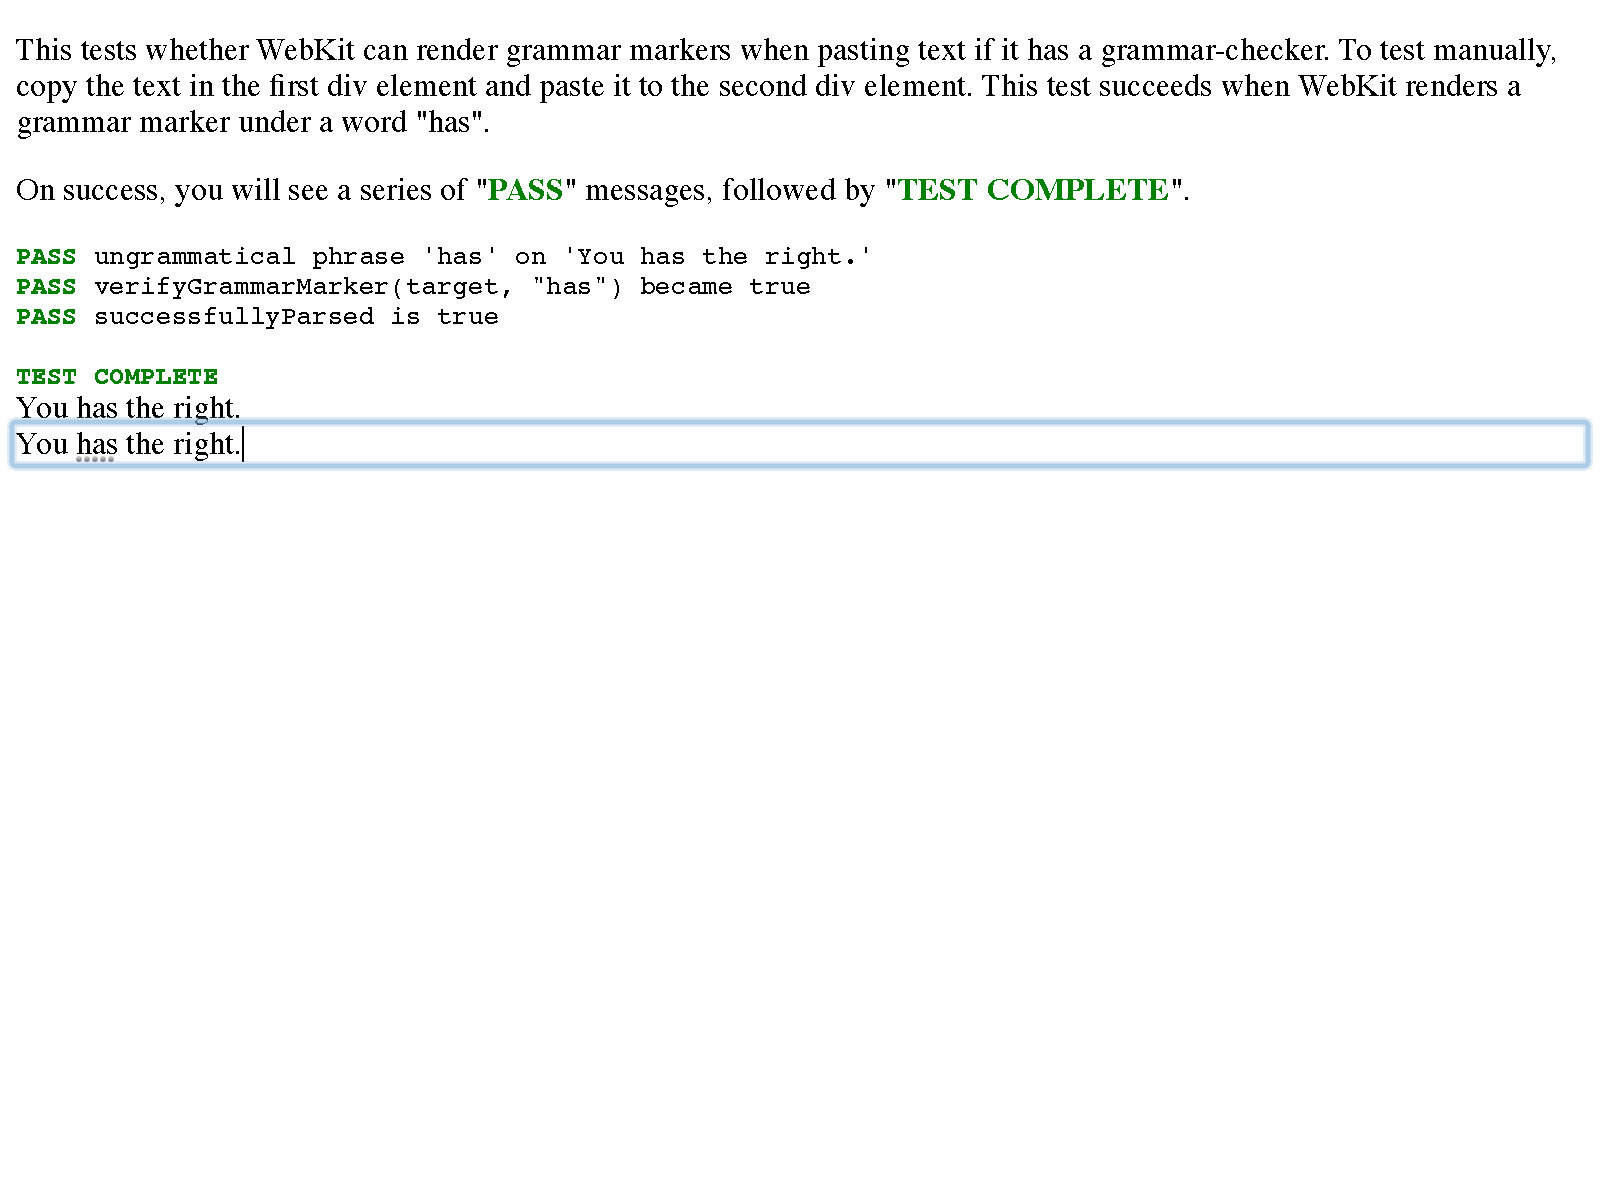 This tests whether WebKit can render grammar markers when pasting text if it has a grammar-checker. To test manually,
copy the text in the first div element and paste it to the second div element. This test succeeds when WebKit renders a
grammar marker under a word "has".
On success, you will see a series of "PASS" messages, followed by "TEST COMPLETE".
PASS ungrammatical phrase 'has' on 'You has the right.'
PASS verifyGrammarMarker(target, "has") became true
PASS successfullyParsed is true
TEST COMPLETE
You has the right.
You has the right.